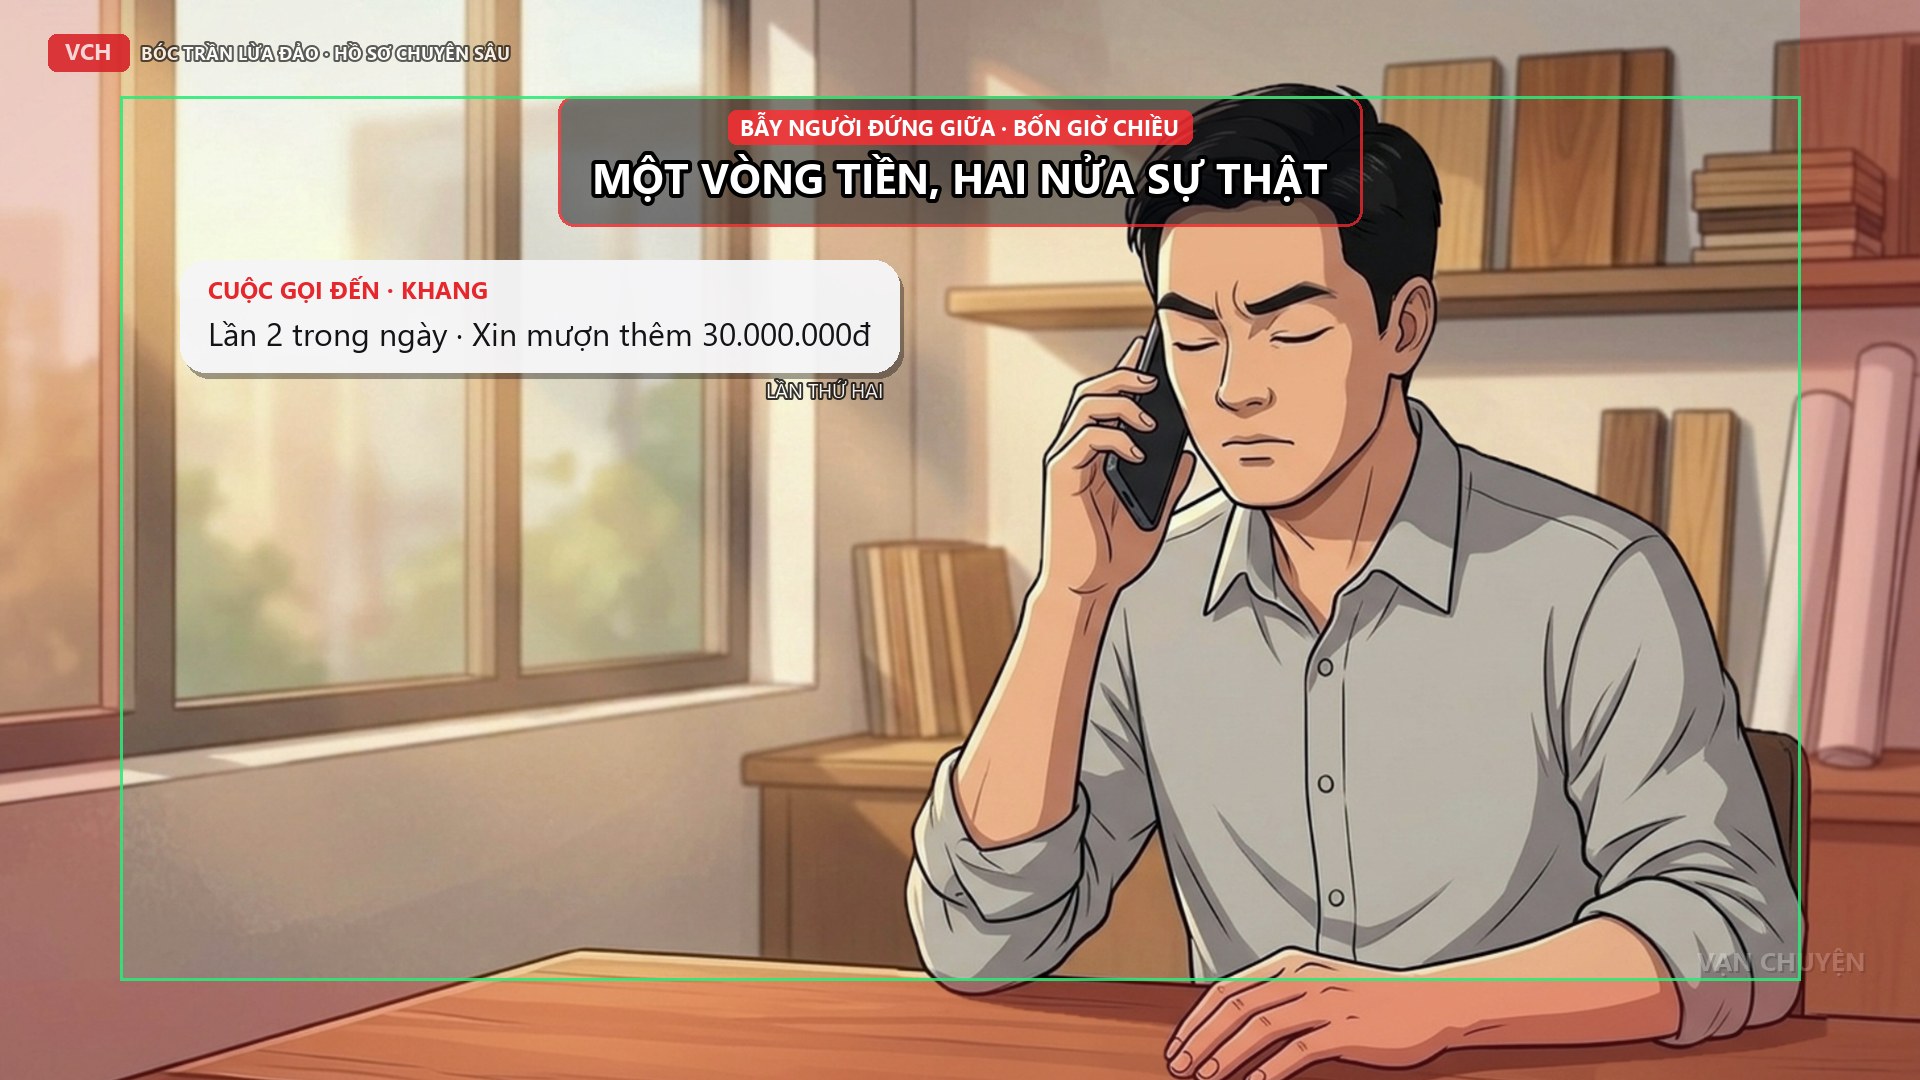 VCH BÓC TRẦN LỪA ĐẢO · HỒ SƠ CHUYÊN SÂU
BẪY NGƯỜI ĐỨNG GIỮA · BỐN GIỜ CHIỀU
MỘT VÒNG TIỀN, HAI NỬA SỰ THẬT
CUỘC GỌI ĐẾN · KHANG
Lần 2 trong ngày · Xin mượn thêm 30.000.000đ
LẦN THỨ HAI
VẠN CHUYỆN